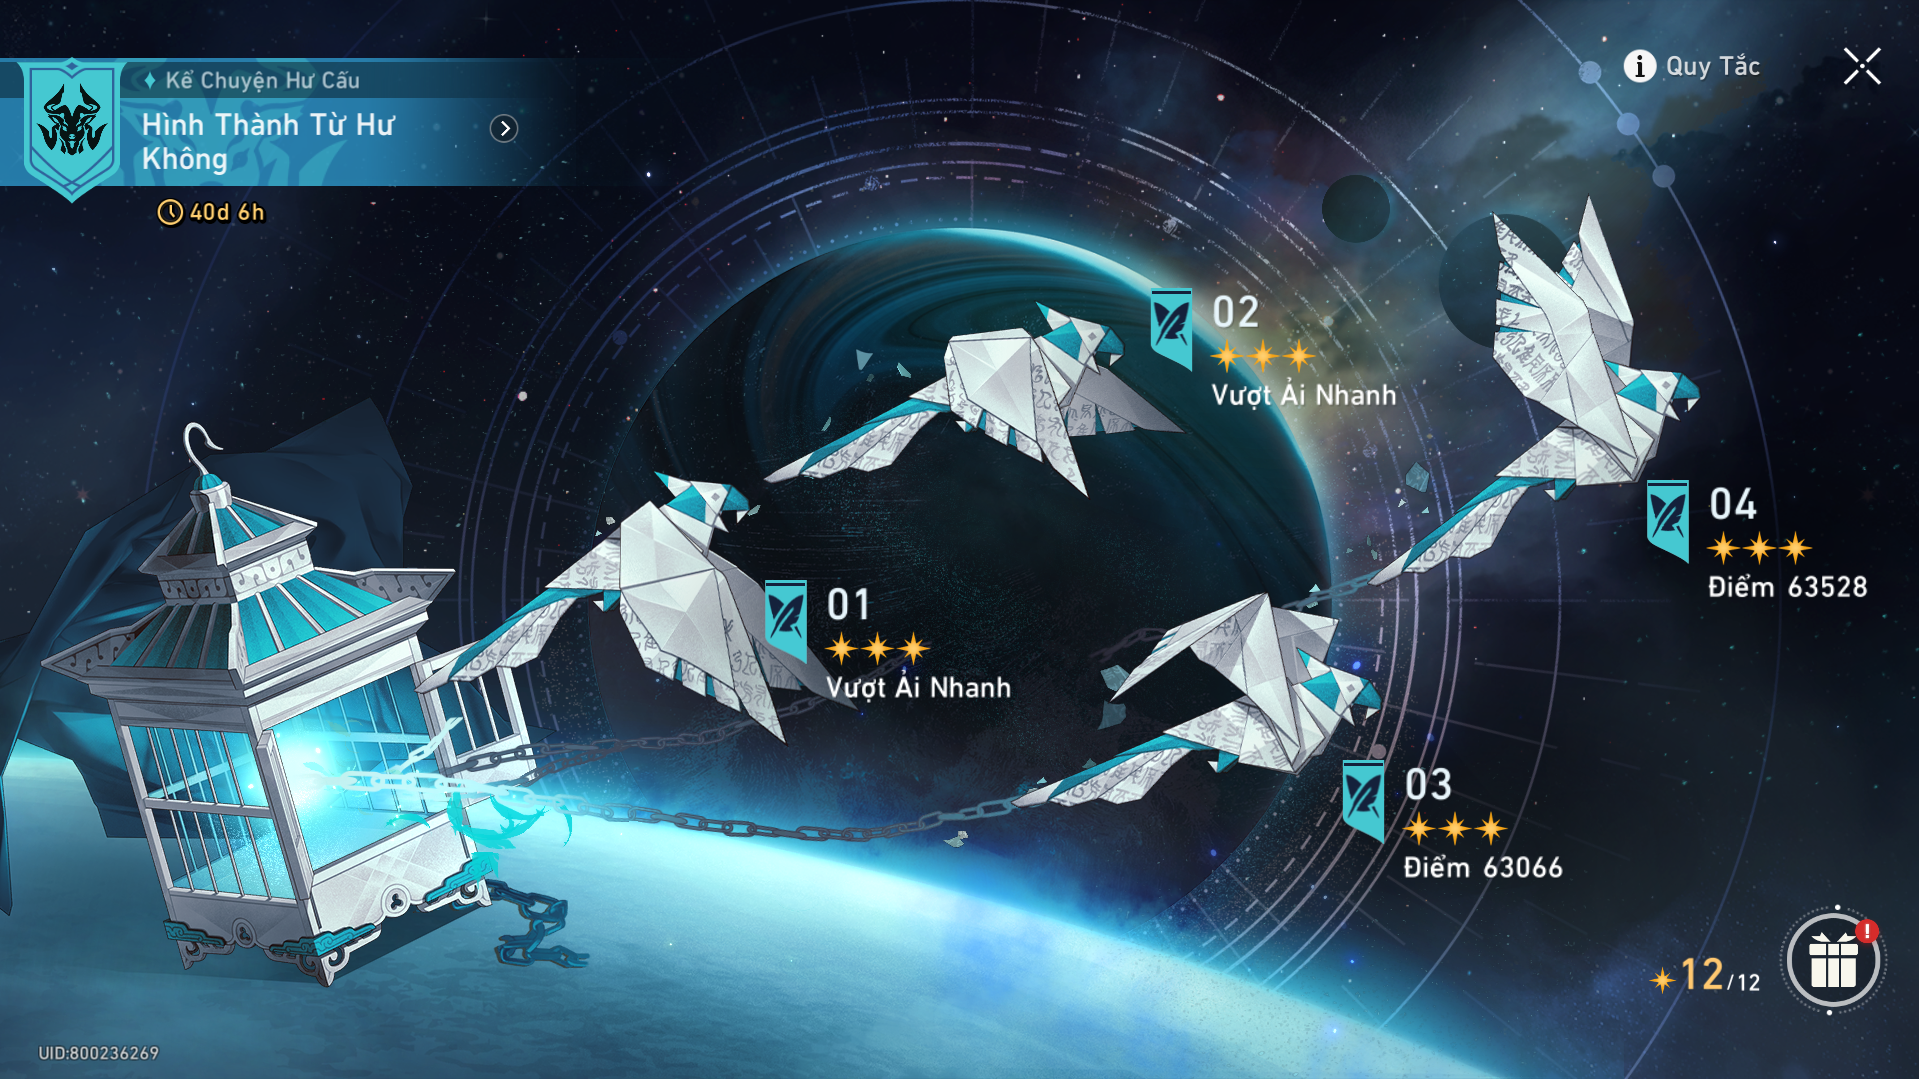 Kể Chuyện Hư Cấu
Hình Thành Từ Hư
Không
40d 6h
Quy Tắc
02
Vượt Ải Nhanh
04
Điểm 63528
01
Vượt Ải Nhanh
03
Điểm 63066
12/12
UID:800236269